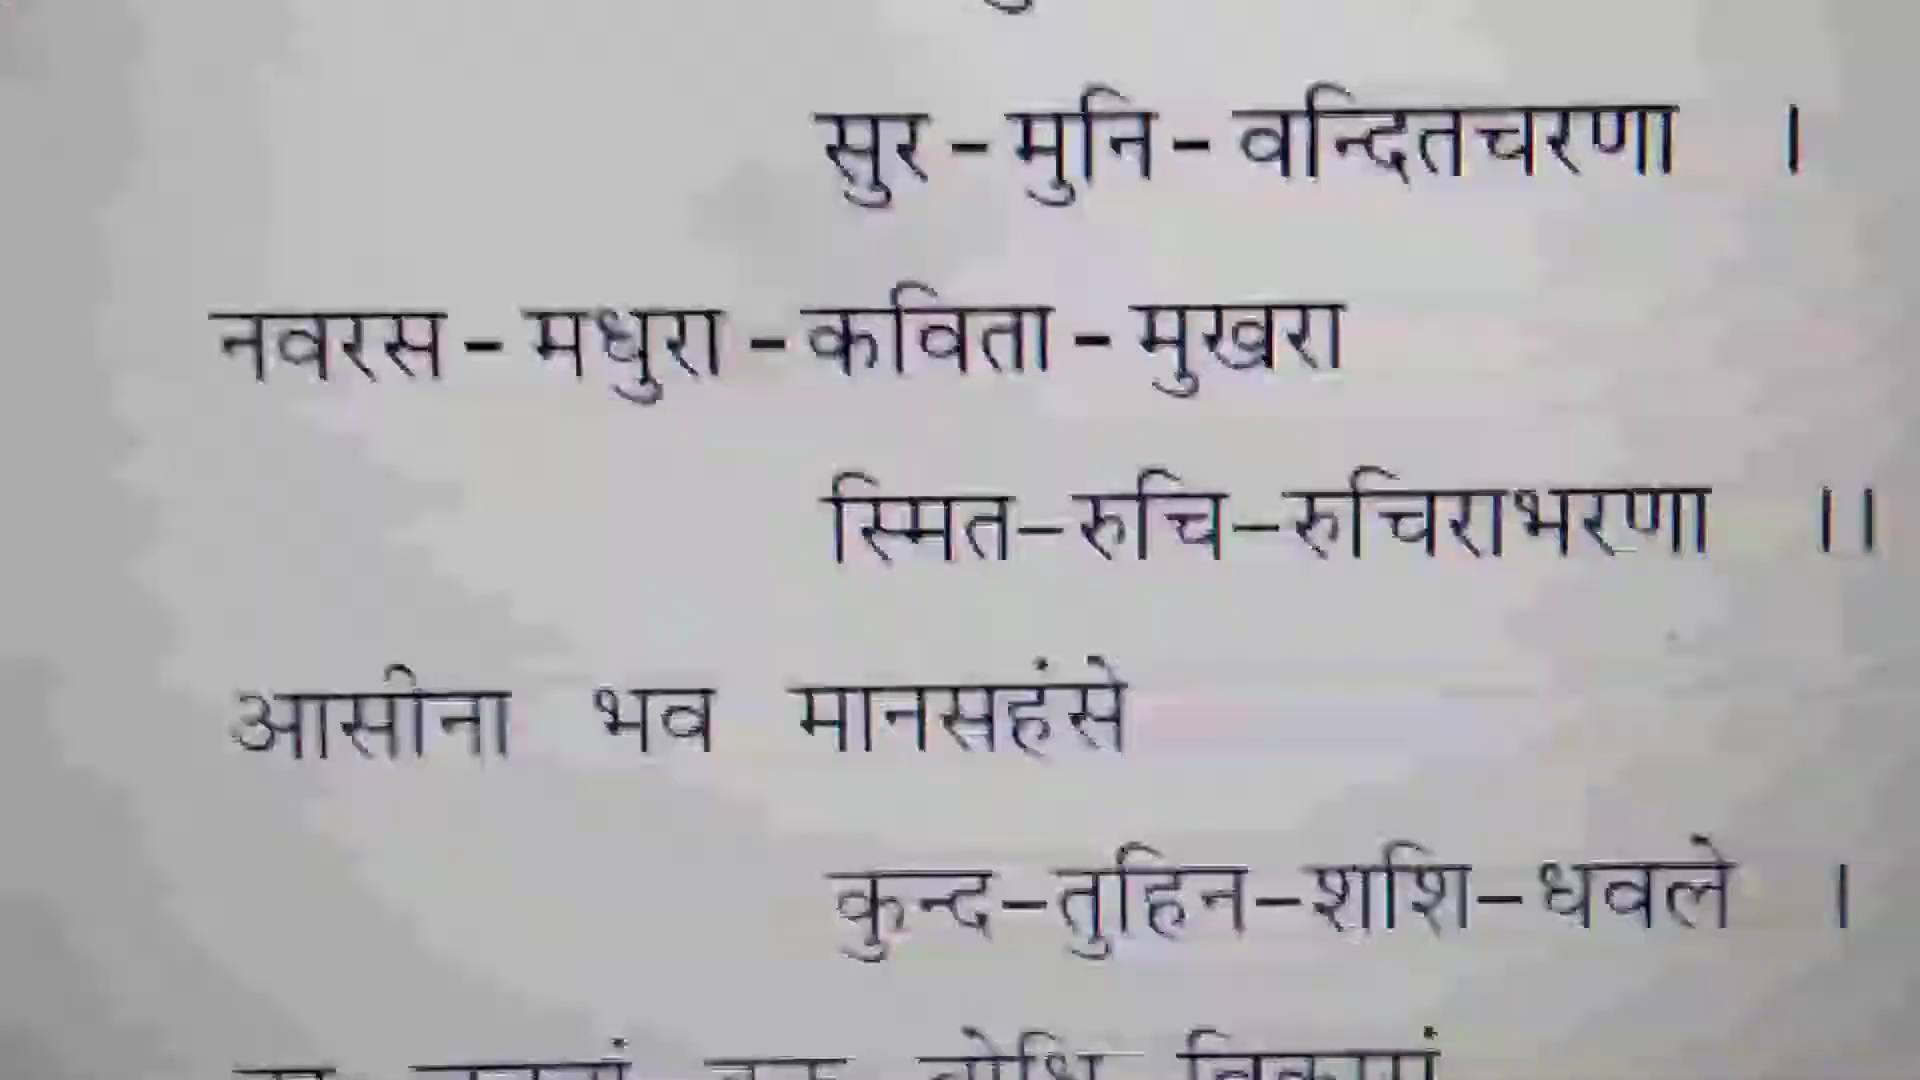 सुर - मुनि - वन्दितचरणा ।
नवरस - मधुरा - कविता - मुखरा
स्मित-रुचि-रुचिराभरणा ।।
आसीना भव मानसहंसे
कुन्द-तुहिन-शशि-धवले ।